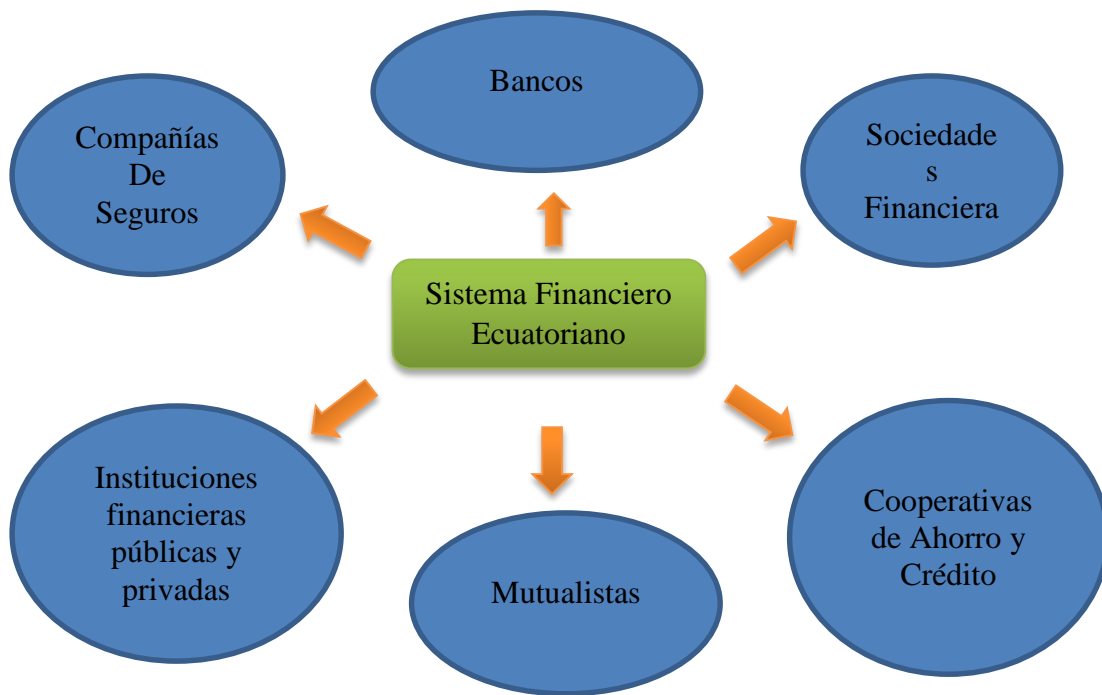 Bancos
Compañías
De
Seguros
Sociedade
s
Financiera
Sistema Financiero
Ecuatoriano
Instituciones
financieras
públicas y
privadas
Mutualistas
Cooperativas
de Ahorro y
Crédito